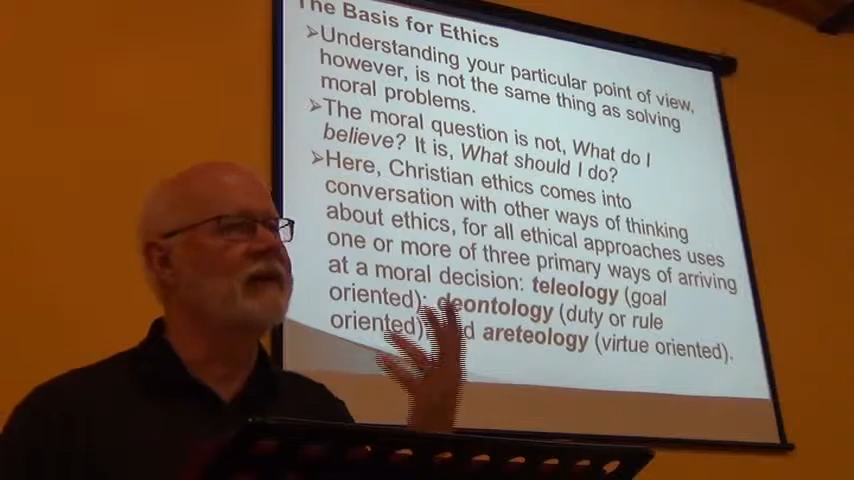 The Basis for Ethics
➢Understanding your particular point of view,
however, is not the same thing as solving
moral problems.
➢The moral question is not, What do I
believe? It is, What should I do?
➢Here, Christian ethics comes into
conversation with other ways of thinking
about ethics, for all ethical approaches uses
one or more of three primary ways of arriving
at a moral decision: teleology (goal
oriented); deontology (duty or rule
oriented) areteology (virtue oriented).